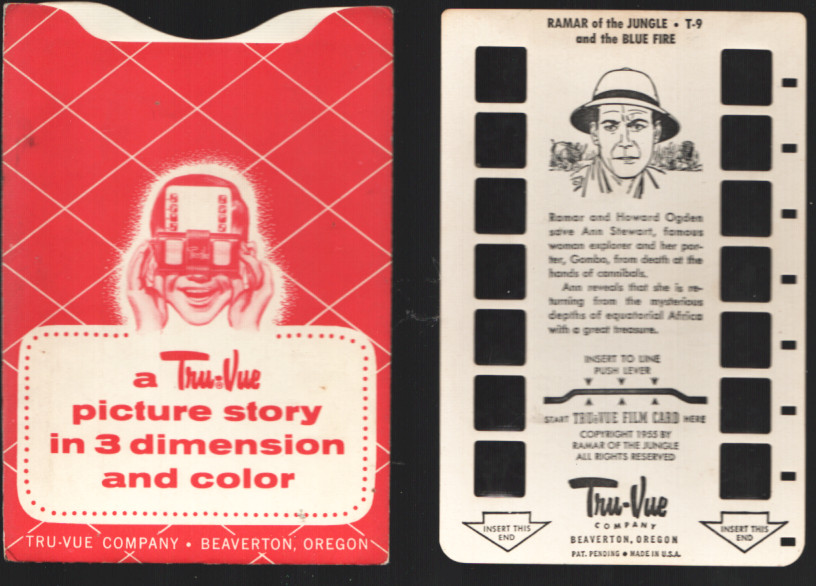 a Tru-Vue
picture story
in 3 dimension
and color
TRU-VUE COMPANY • BEAVERTON, OREGON
RAMAR of the JUNGLE • T-9
and the BLUE FIRE
Ramar and Howard Ogden
save Ann Stewart, famous
woman explorer and her por-
ter, Gombo, from death at the
hands of cannibals.
Ann reveals that she is re-
turning from the mysterious
depths of equatorial Africa
with a great treasure.
INSERT TO LINE
PUSH LEVER
START TRU-VUE FILM CARD HERE
COPYRIGHT 1955 BY
RAMAR OF THE JUNGLE
ALL RIGHTS RESERVED
Tru-Vue
COMPANY
BEAVERTON, OREGON
PAT. PENDING • MADE IN U.S.A.
INSERT THIS
END
INSERT THIS
END